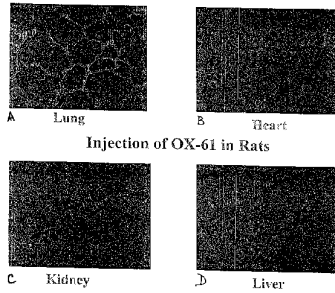 A Lung
B Heart
Injection of OX-61 in Rats
C Kidney
D Liver